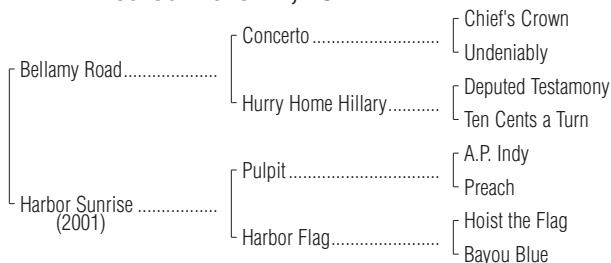 Chief's Crown
Concerto
Undeniably
Bellamy Road
Deputed Testamony
Hurry Home Hillary
Ten Cents a Turn
A.P. Indy
Pulpit
Preach
Harbor Sunrise
(2001)
Hoist the Flag
Harbor Flag
Bayou Blue